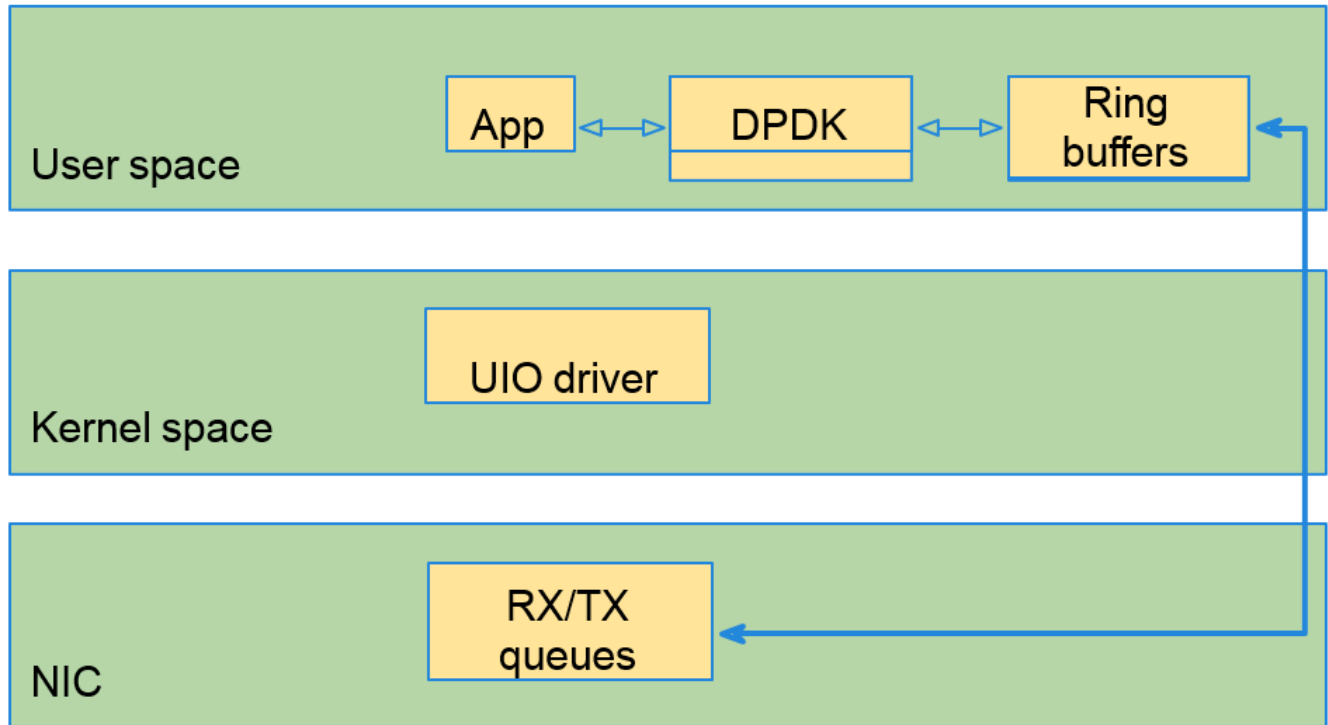 App
DPDK
Ring
buffers
User space
UIO driver
Kernel space
RX/TX
queues
NIC